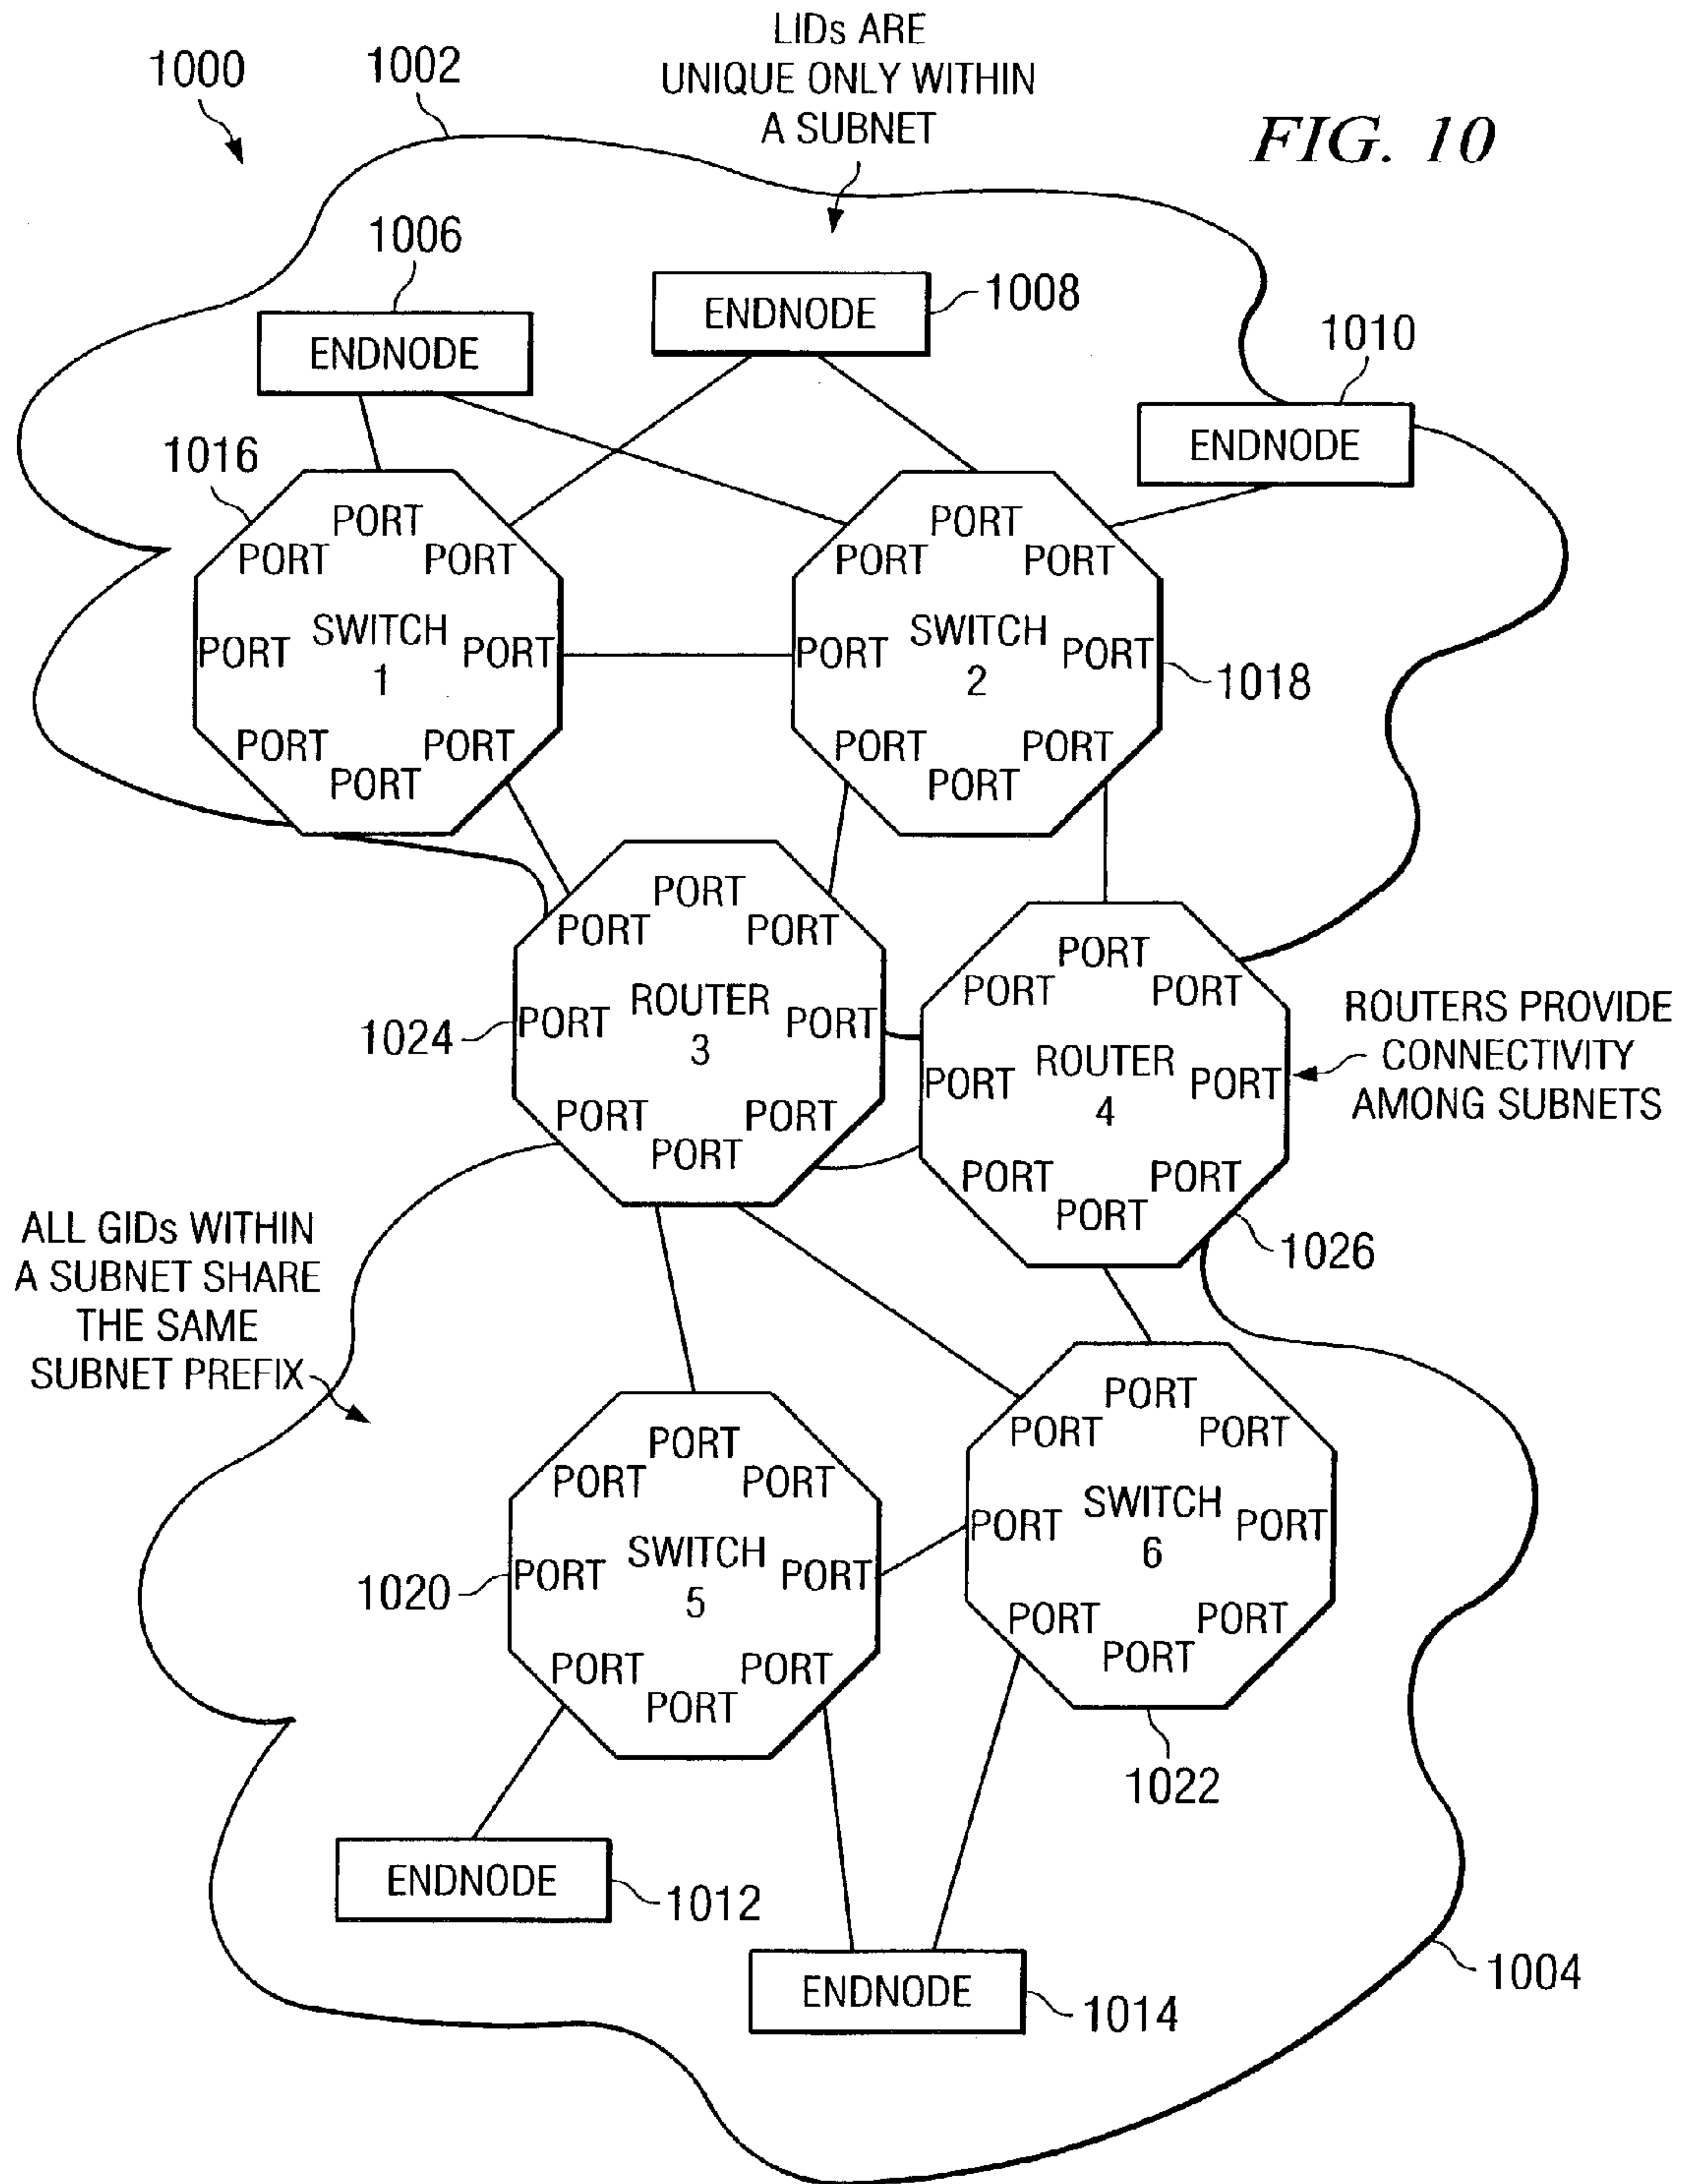 LIDs ARE
UNIQUE ONLY WITHIN
A SUBNET
1000
1002
FIG. 10
1006
ENDNODE
ENDNODE
1008
1010
ENDNODE
1016
PORT
PORT
PORT
SWITCH
1
PORT
PORT
PORT
PORT
PORT
PORT
PORT
PORT
SWITCH
2
PORT
PORT
1018
PORT
PORT
PORT
PORT
PORT
PORT
ROUTER
3
1024
PORT
PORT
PORT
PORT
PORT
PORT
PORT
PORT
ROUTER
4
PORT
PORT
PORT
PORT
PORT
1026
ROUTERS PROVIDE
CONNECTIVITY
AMONG SUBNETS
ALL GIDs WITHIN
A SUBNET SHARE
THE SAME
SUBNET PREFIX
PORT
PORT
PORT
SWITCH
5
1020
PORT
PORT
PORT
PORT
PORT
PORT
PORT
PORT
SWITCH
6
PORT
PORT
PORT
PORT
PORT
1022
ENDNODE
1012
ENDNODE
1014
1004